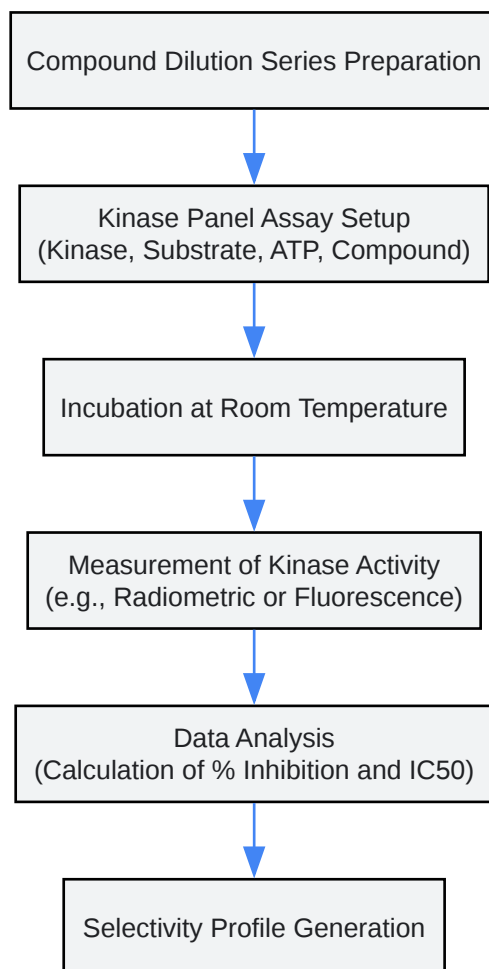 Compound Dilution Series Preparation
Kinase Panel Assay Setup
(Kinase, Substrate, ATP, Compound)
Incubation at Room Temperature
Measurement of Kinase Activity
(e.g., Radiometric or Fluorescence)
Data Analysis
(Calculation of % Inhibition and IC50)
Selectivity Profile Generation